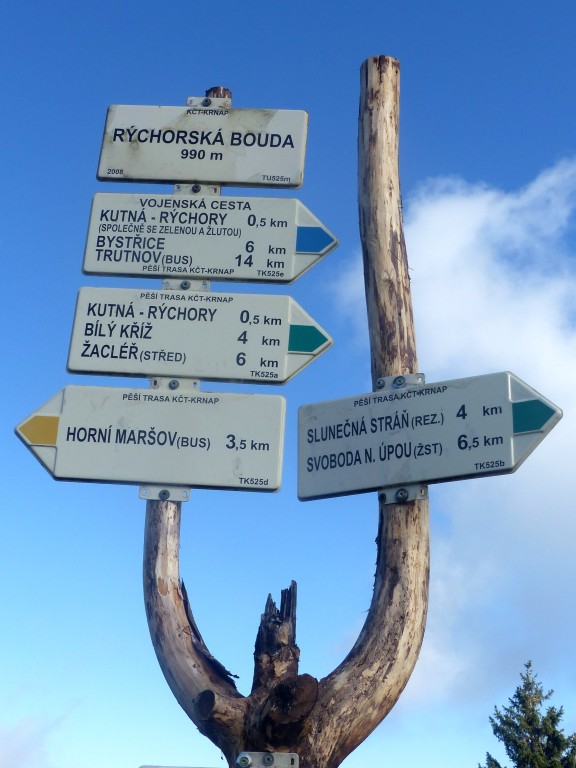 KČT-KRNAP
RÝCHORSKÁ BOUDA
990 m
2008 TU525m
VOJENSKÁ CESTA
KUTNÁ - RÝCHORY 0,5 km
(SPOLEČNĚ SE ZELENOU A ŽLUTOU)
BYSTŘICE 6 km
TRUTNOV(BUS) 14 km
PĚŠÍ TRASA KČT-KRNAP TK525e
PĚŠÍ TRASA KČT-KRNAP
KUTNÁ - RÝCHORY 0,5 km
BÍLÝ KŘÍŽ 4 km
ŽACLÉŘ(STŘED) 6 km
TK525a
PĚŠÍ TRASA KČT-KRNAP
HORNÍ MARŠOV(BUS) 3,5 km
TK525d
PĚŠÍ TRASA KČT-KRNAP
SLUNEČNÁ STRÁŇ(REZ.) 4 km
SVOBODA N. ÚPOU(ŽST) 6,5 km
TK525b